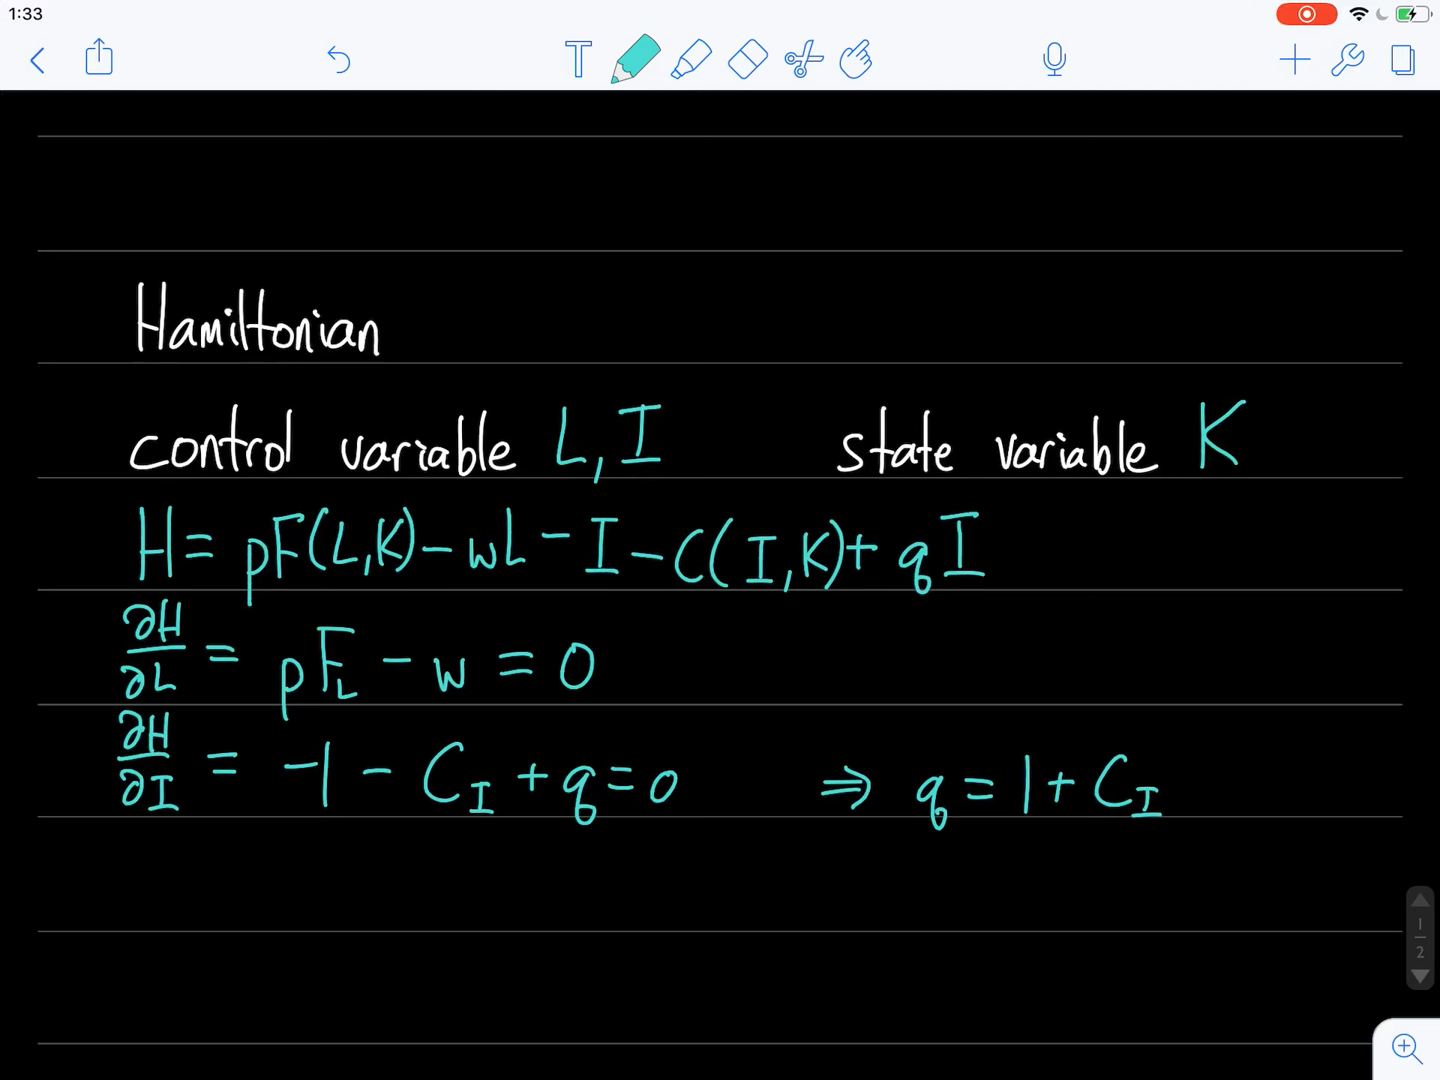 1:33
T
Hamiltonian
control variable L, I state variable K
H = pF(L,K) - wL - I - C(I,K) + qI
∂H/∂L = pF_L - w = 0
∂H/∂I = -1 - C_I + q = 0 ⇒ q = 1 + C_I
1
2